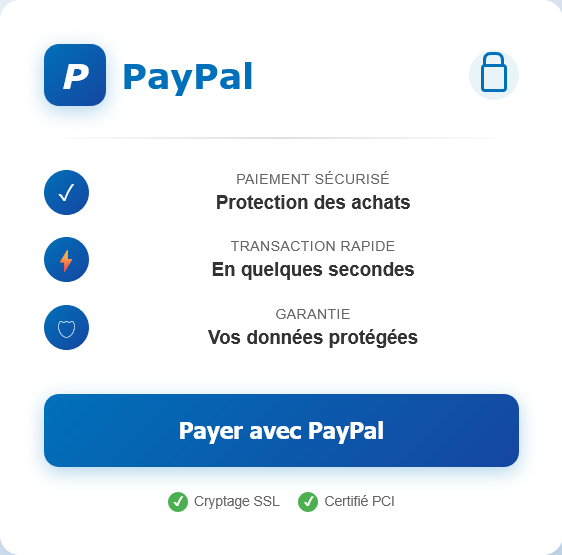 P PayPal
PAIEMENT SÉCURISÉ
Protection des achats
TRANSACTION RAPIDE
En quelques secondes
GARANTIE
Vos données protégées
Payer avec PayPal
Cryptage SSL Certifié PCI